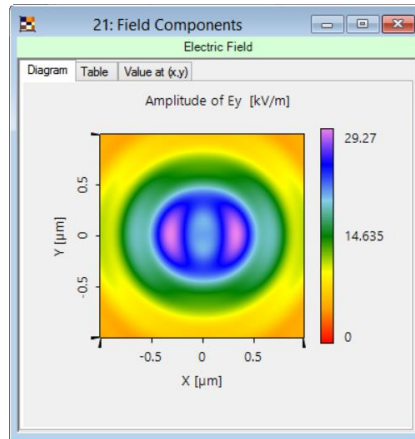 21: Field Components
Electric Field
Diagram Table Value at (x,y)
Amplitude of Ey [kV/m]
29.27
14.635
0
0.5
0
-0.5
Y [µm]
-0.5 0 0.5
X [µm]